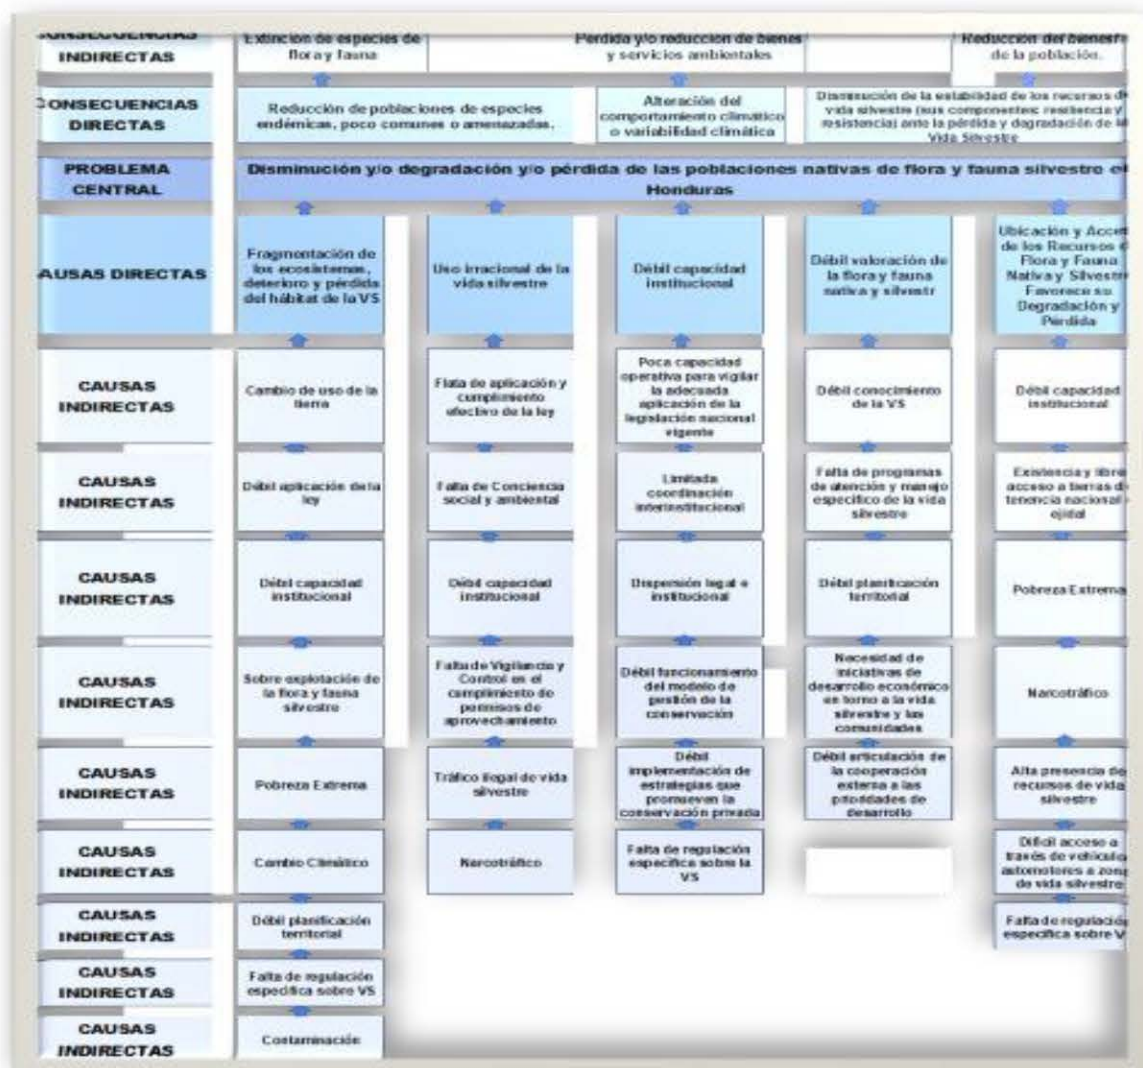 CONSECUENCIAS
INDIRECTAS
Extinción de especies de
flora y fauna
Perdida y/o reducción de bienes
y servicios ambientales
Reducción del bienest
de la población.
CONSECUENCIAS
DIRECTAS
Reducción de poblaciones de especies
endémicas, poco comunes o amenazadas.
Alteración del
comportamiento climático
o variabilidad climática
Disminución de la estabilidad de los recursos de
vida silvestre (sus componentes: resiliencia y
resistencia) ante la pérdida y degradación de la
Vida Silvestre
PROBLEMA
CENTRAL
Disminución y/o degradación y/o pérdida de las poblaciones nativas de flora y fauna silvestre e
Honduras
AUSAS DIRECTAS
Fragmentación de
los ecosistemas,
deterioro y pérdida
del hábitat de la VS
Uso irracional de la
vida silvestre
Débil capacidad
institucional
Débil valoración de
la flora y fauna
nativa y silvestr
Ubicación y Acces
de los Recursos d
Flora y Fauna
Nativa y Silvestre
Favorece su
Degradación y
Pérdida
CAUSAS
INDIRECTAS
Cambio de uso de la
tierra
Flata de aplicación y
cumplimiento
efectivo de la ley
Poca capacidad
operativa para vigilar
la adecuada
aplicación de la
legislación nacional
vigente
Débil conocimiento
de la VS
Débil capacidad
institucional
CAUSAS
INDIRECTAS
Débil aplicación de la
ley
Falta de Conciencia
social y ambiental
Limitada
coordinación
interinstitucional
Falta de programas
de atención y manejo
específico de la vida
silvestre
Existencia y libre
acceso a tierras d
tenencia nacional
ejidal
CAUSAS
INDIRECTAS
Débil capacidad
institucional
Débil capacidad
institucional
Dispersión legal e
institucional
Débil planificación
territorial
Pobreza Extrema
CAUSAS
INDIRECTAS
Sobre explotación de
la flora y fauna
silvestre
Falta de Vigilancia y
Control en el
cumplimiento de
permisos de
aprovechamiento
Débil funcionamiento
del modelo de
gestión de la
conservación
Necesidad de
iniciativas de
desarrollo económico
en torno a la vida
silvestre y las
comunidades
Narcotráfico
CAUSAS
INDIRECTAS
Pobreza Extrema
Tráfico ilegal de vida
silvestre
Débil
implementación de
estrategias que
promueven la
conservación privada
Débil articulación de
la cooperación
externa a las
prioridades de
desarrollo
Alta presencia de
recursos de vida
silvestre
CAUSAS
INDIRECTAS
Cambio Climático
Narcotráfico
Falta de regulación
específica sobre la
VS
Difícil acceso a
través de vehículo
automotores a zona
de vida silvestre
CAUSAS
INDIRECTAS
Débil planificación
territorial
Falta de regulació
específica sobre V
CAUSAS
INDIRECTAS
Falta de regulación
específica sobre VS
CAUSAS
INDIRECTAS
Contaminación